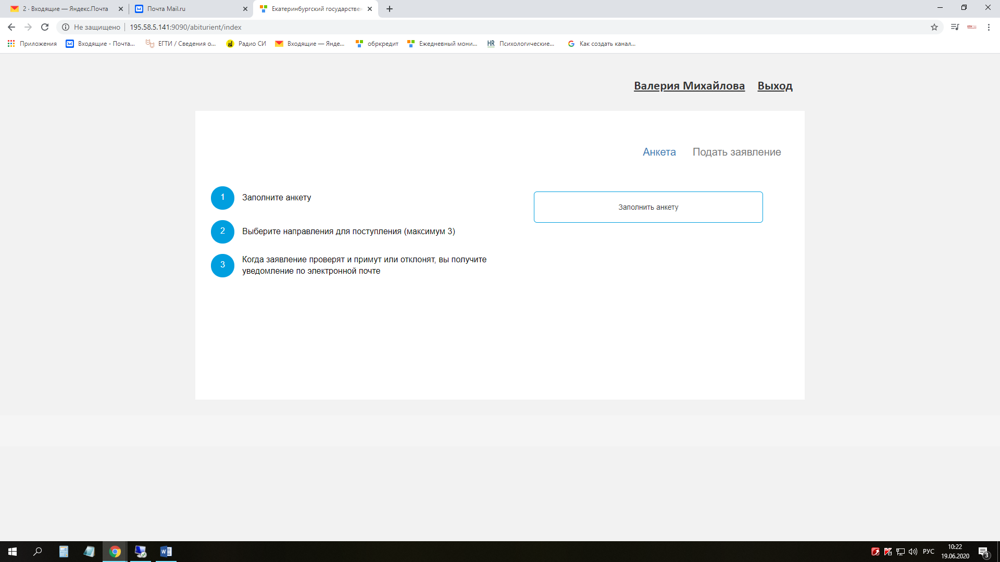 2 · Входящие — Яндекс.Почта
Почта Mail.ru
Екатеринбургский государствен
Не защищено
195.58.5.141:9090/abiturient/index
Приложения
Входящие - Почта...
ЕГТИ / Сведения о...
Радио СИ
Входящие — Янде...
обркредит
Ежедневный мони...
HR
Психологические...
Как создать канал...
Валерия Михайлова
Выход
Анкета
Подать заявление
1
Заполните анкету
Заполнить анкету
2
Выберите направления для поступления (максимум 3)
3
Когда заявление проверят и примут или отклонят, вы получите
уведомление по электронной почте
РУС
10:22
19.06.2020
3